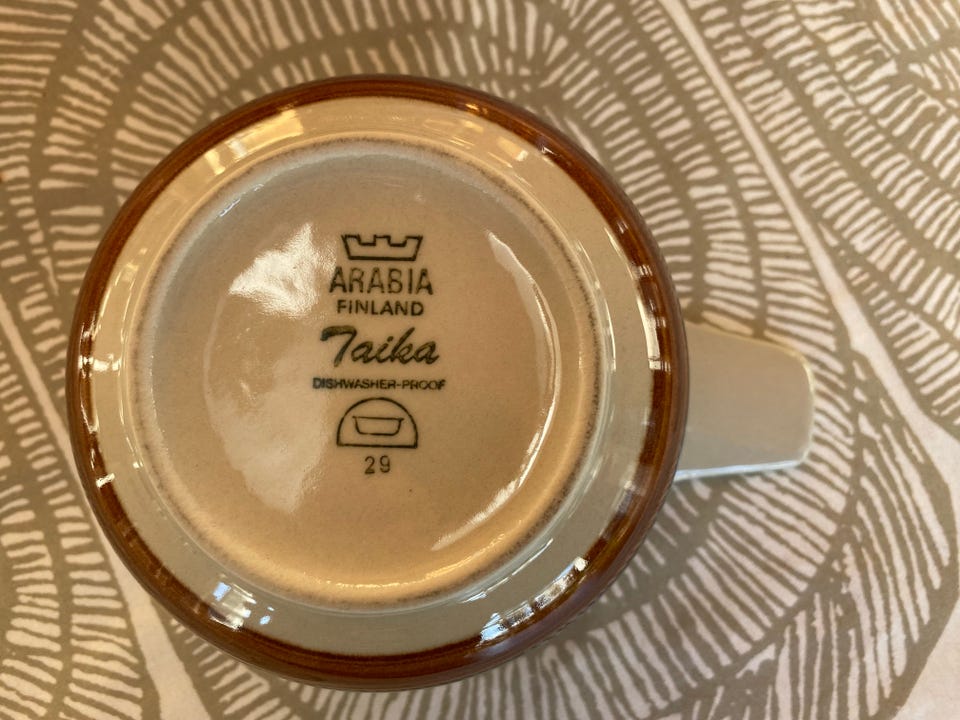 ARABIA
FINLAND
Taika
DISHWASHER-PROOF
29